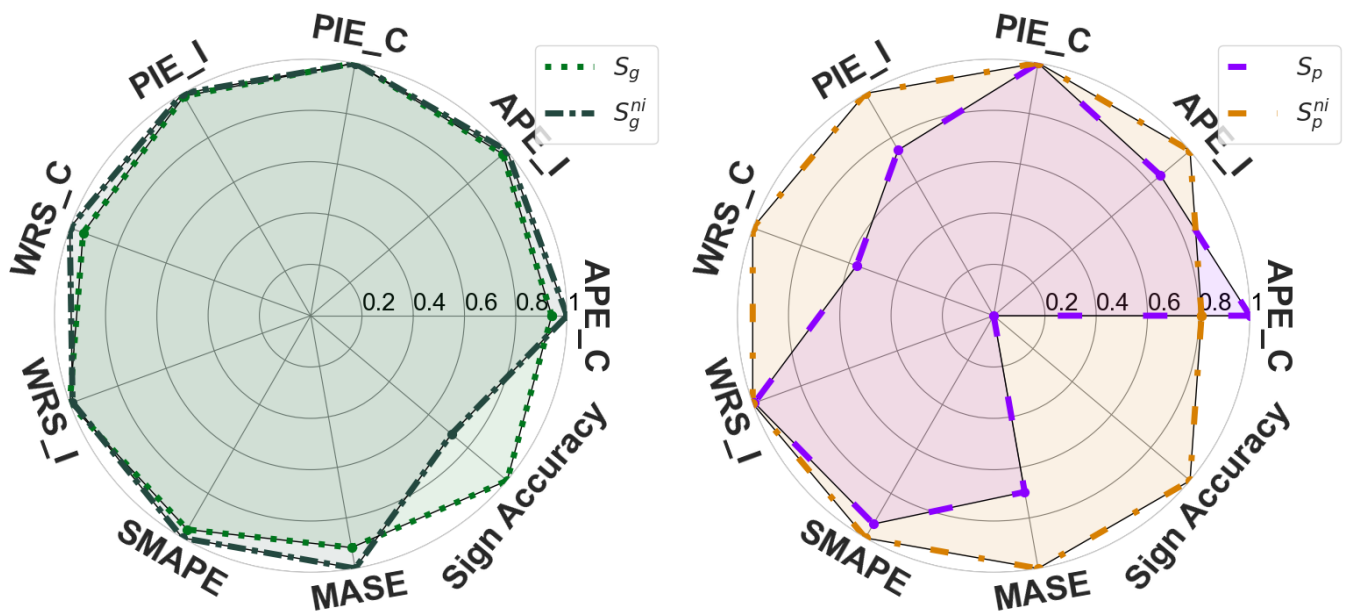 PIE_C
PIE_I
APE_I
WRS_C
APE_C
WRS_I
SMAPE
MASE
Sign Accuracy
0.2 0.4 0.6 0.8 1
S_g
S_g^{ni}
PIE_C
PIE_I
APE_I
WRS_C
APE_C
WRS_I
SMAPE
MASE
Sign Accuracy
0.2 0.4 0.6 0.8 1
S_p
S_p^{ni}